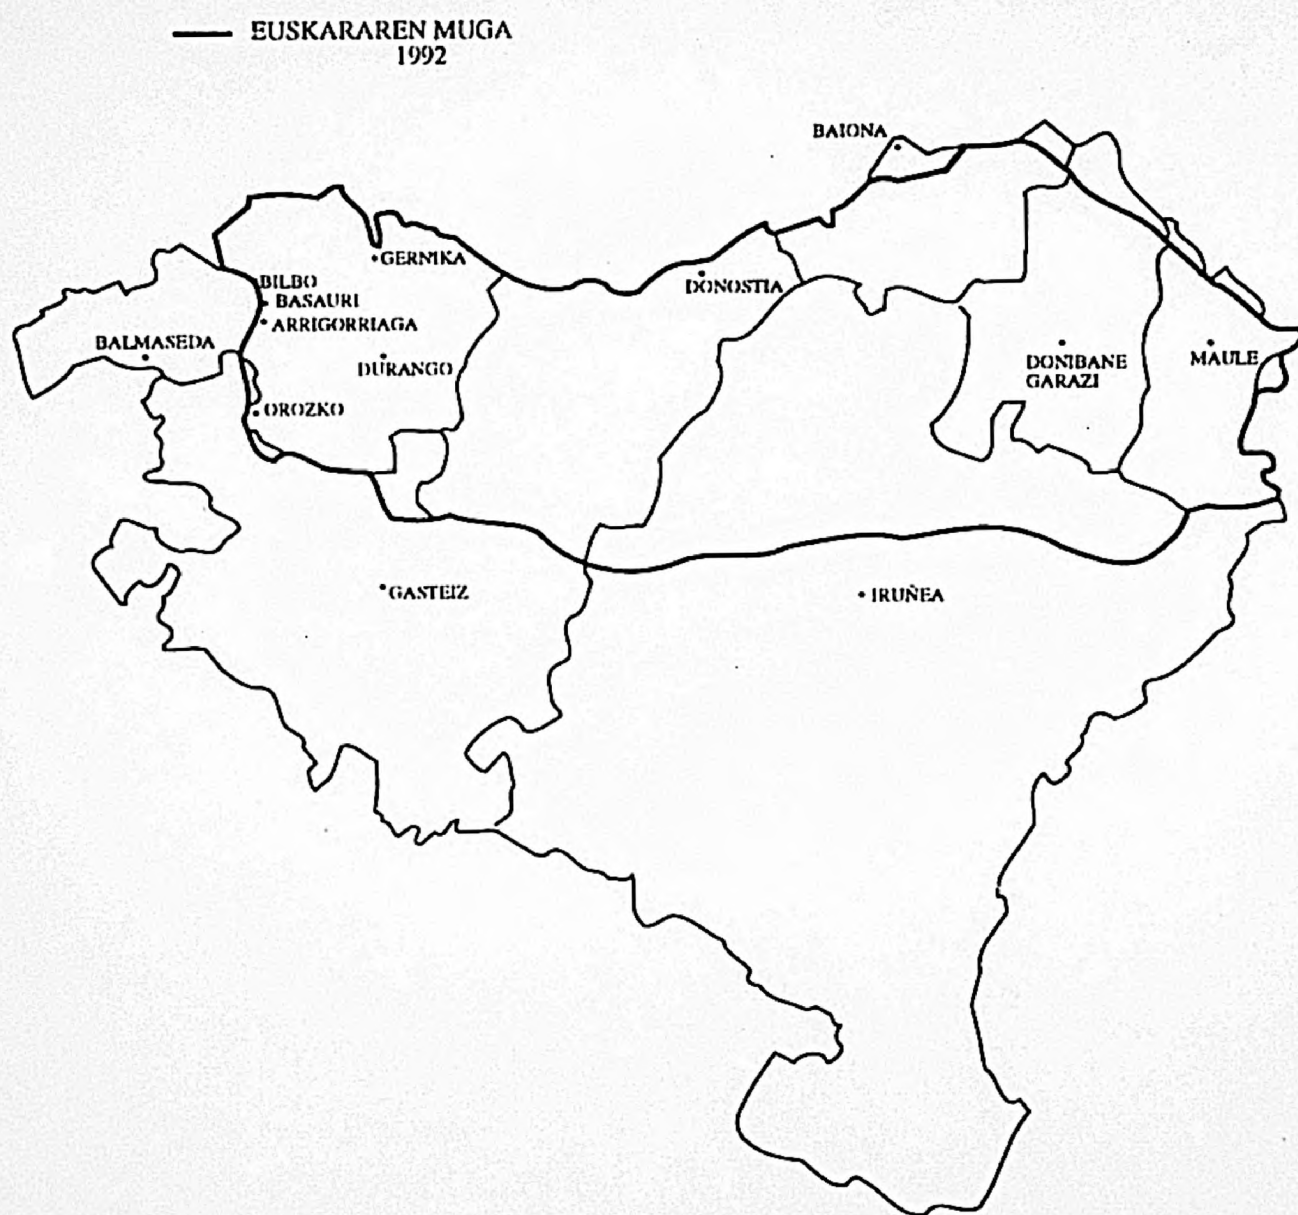 EUSKARAREN MUGA
1992
BAIONA
GERNIKA
BILBO
BASAURI
ARRIGORRIAGA
DONOSTIA
BALMASEDA
DURANGO
DONIBANE
GARAZI
MAULE
OROZKO
GASTEIZ
IRUÑEA